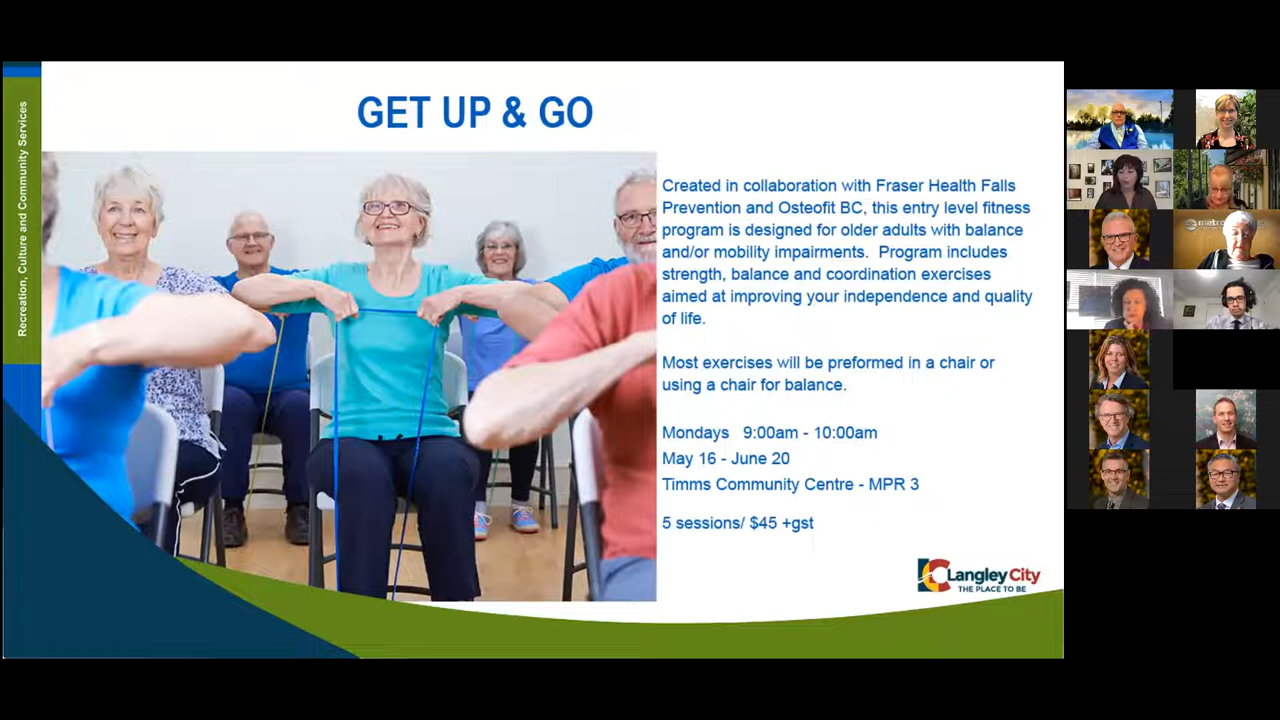 Recreation, Culture and Community Services
GET UP & GO
Created in collaboration with Fraser Health Falls
Prevention and Osteofit BC, this entry level fitness
program is designed for older adults with balance
and/or mobility impairments. Program includes
strength, balance and coordination exercises
aimed at improving your independence and quality
of life.
Most exercises will be preformed in a chair or
using a chair for balance.
Mondays 9:00am - 10:00am
May 16 - June 20
Timms Community Centre - MPR 3
5 sessions/ $45 +gst
LangleyCity
THE PLACE TO BE